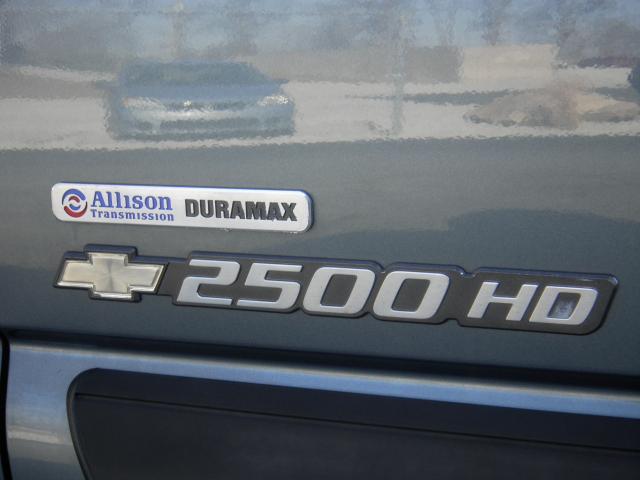 Allison Transmission DURAMAX
2500 HD